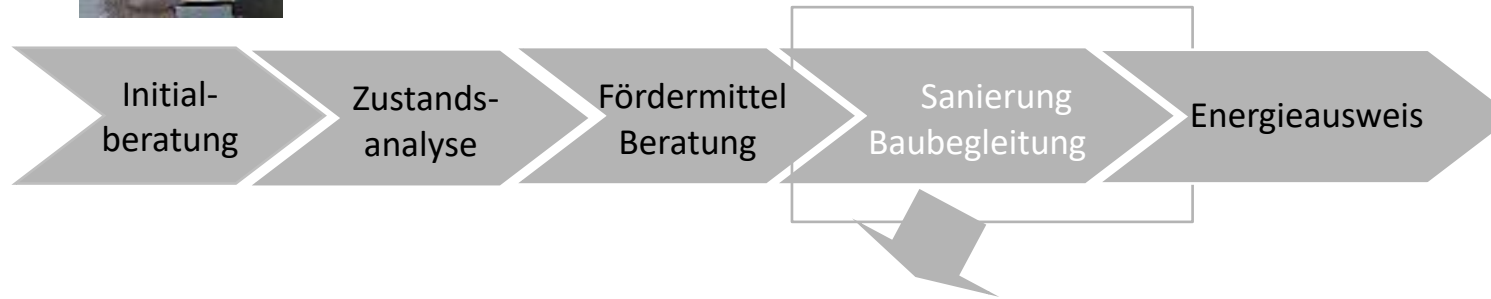 Initial-
beratung
Zustands-
analyse
Fördermittel
Beratung
Sanierung
Baubegleitung
Energieausweis